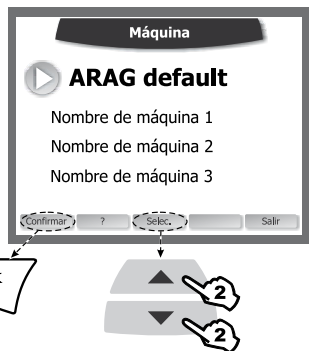 Máquina
ARAG default
Nombre de máquina 1
Nombre de máquina 2
Nombre de máquina 3
Confirmar ? Selec. Salir
2
2